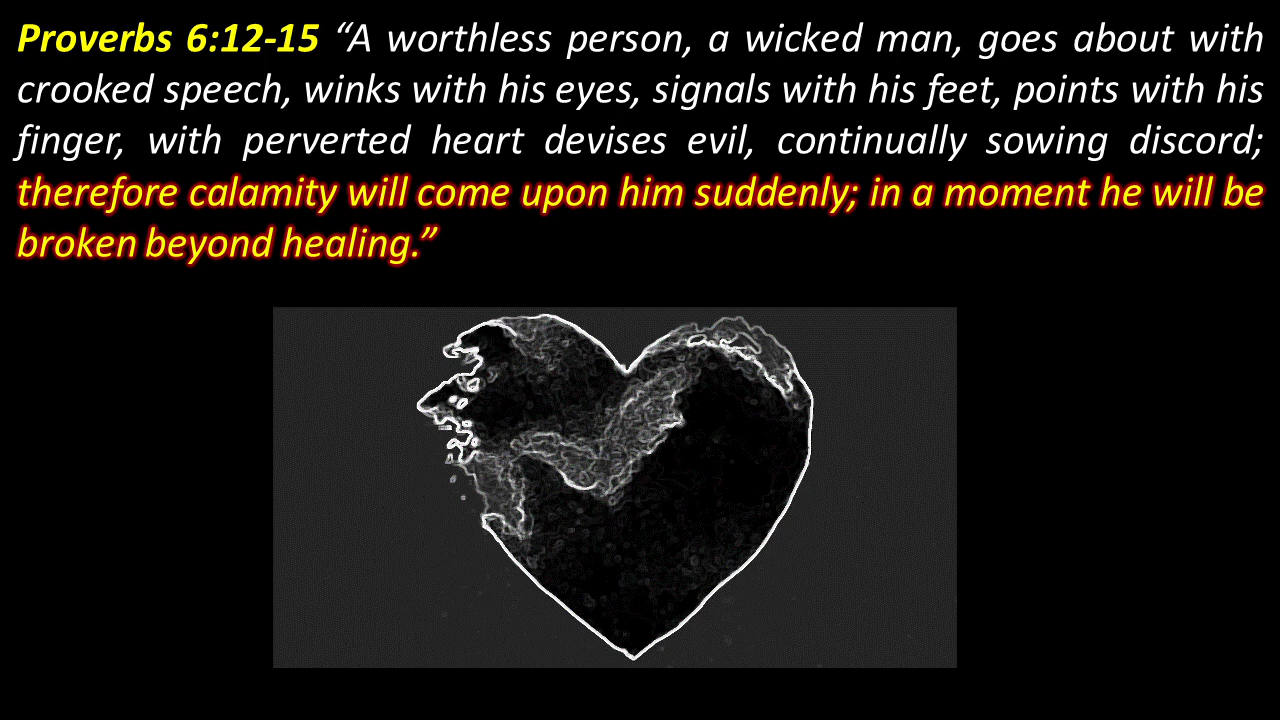 Proverbs 6:12-15 “A worthless person, a wicked man, goes about with
crooked speech, winks with his eyes, signals with his feet, points with his
finger, with perverted heart devises evil, continually sowing discord;
therefore calamity will come upon him suddenly; in a moment he will be
broken beyond healing.”